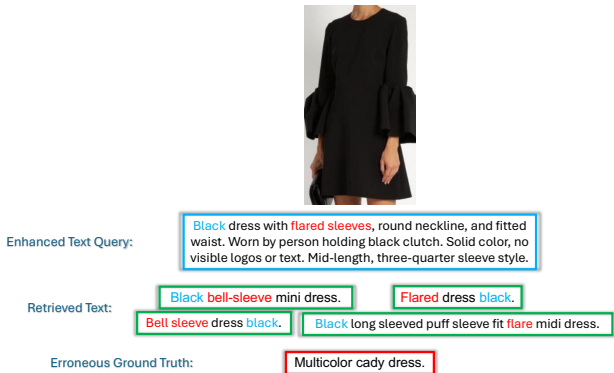 Enhanced Text Query:
Black dress with flared sleeves, round neckline, and fitted
waist. Worn by person holding black clutch. Solid color, no
visible logos or text. Mid-length, three-quarter sleeve style.
Retrieved Text:
Black bell-sleeve mini dress.
Flared dress black.
Bell sleeve dress black.
Black long sleeved puff sleeve fit flare midi dress.
Erroneous Ground Truth:
Multicolor cady dress.